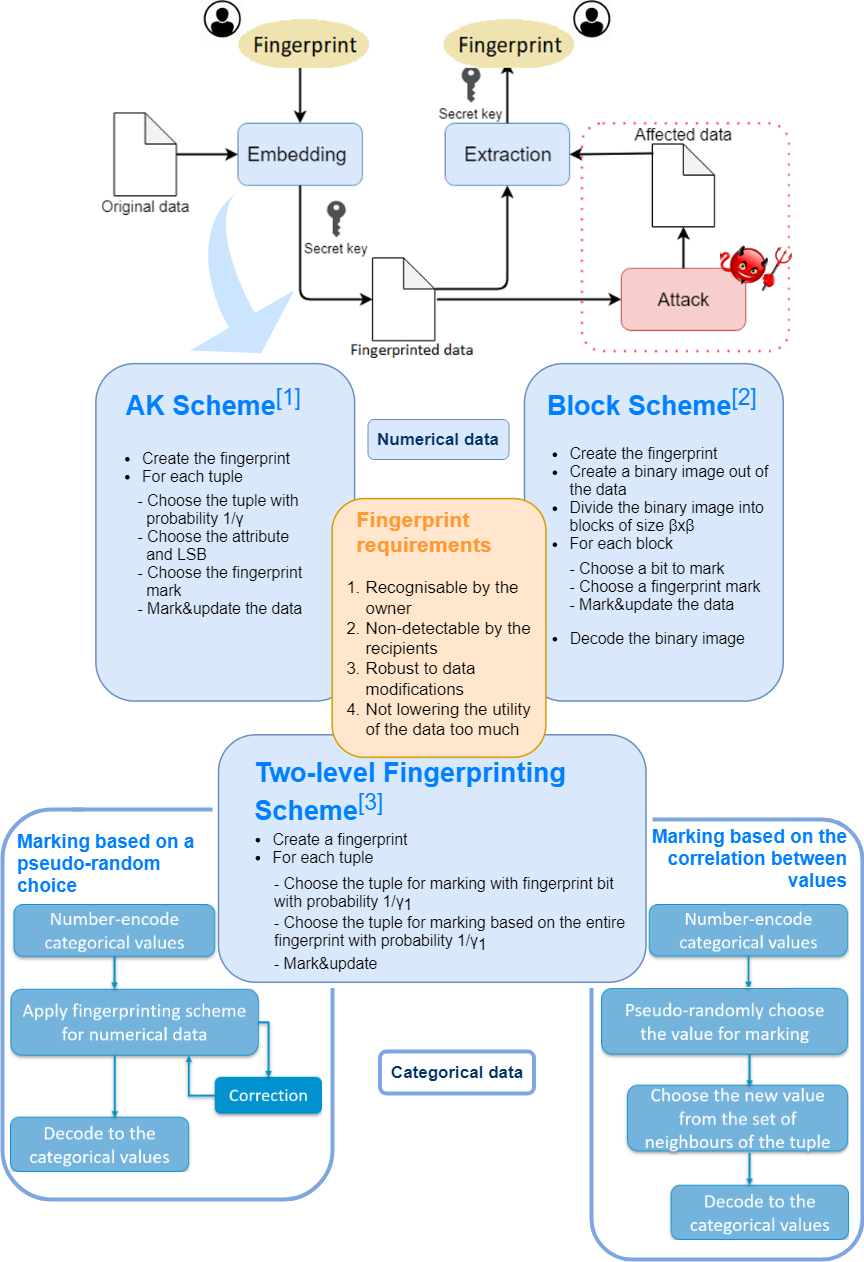 Fingerprint
Fingerprint
Secret key
Embedding
Extraction
Affected data
Original data
Secret key
Attack
Fingerprinted data
AK Scheme[1]
• Create the fingerprint
• For each tuple
- Choose the tuple with
probability 1/γ
- Choose the attribute
and LSB
- Choose the fingerprint
mark
- Mark&update the data
Numerical data
Block Scheme[2]
• Create the fingerprint
• Create a binary image out of
the data
• Divide the binary image into
blocks of size βxβ
• For each block
- Choose a bit to mark
- Choose a fingerprint mark
- Mark&update the data
• Decode the binary image
Fingerprint
requirements
1. Recognisable by the
owner
2. Non-detectable by the
recipients
3. Robust to data
modifications
4. Not lowering the utility
of the data too much
Two-level Fingerprinting
Scheme[3]
• Create a fingerprint
• For each tuple
- Choose the tuple for marking with fingerprint bit
with probability 1/γ1
- Choose the tuple for marking based on the entire
fingerprint with probability 1/γ1
- Mark&update
Marking based on a
pseudo-random
choice
Number-encode
categorical values
Apply fingerprinting scheme
for numerical data
Correction
Decode to the
categorical values
Categorical data
Marking based on the
correlation between
values
Number-encode
categorical values
Pseudo-randomly choose
the value for marking
Choose the new value
from the set of
neighbours of the tuple
Decode to the
categorical values